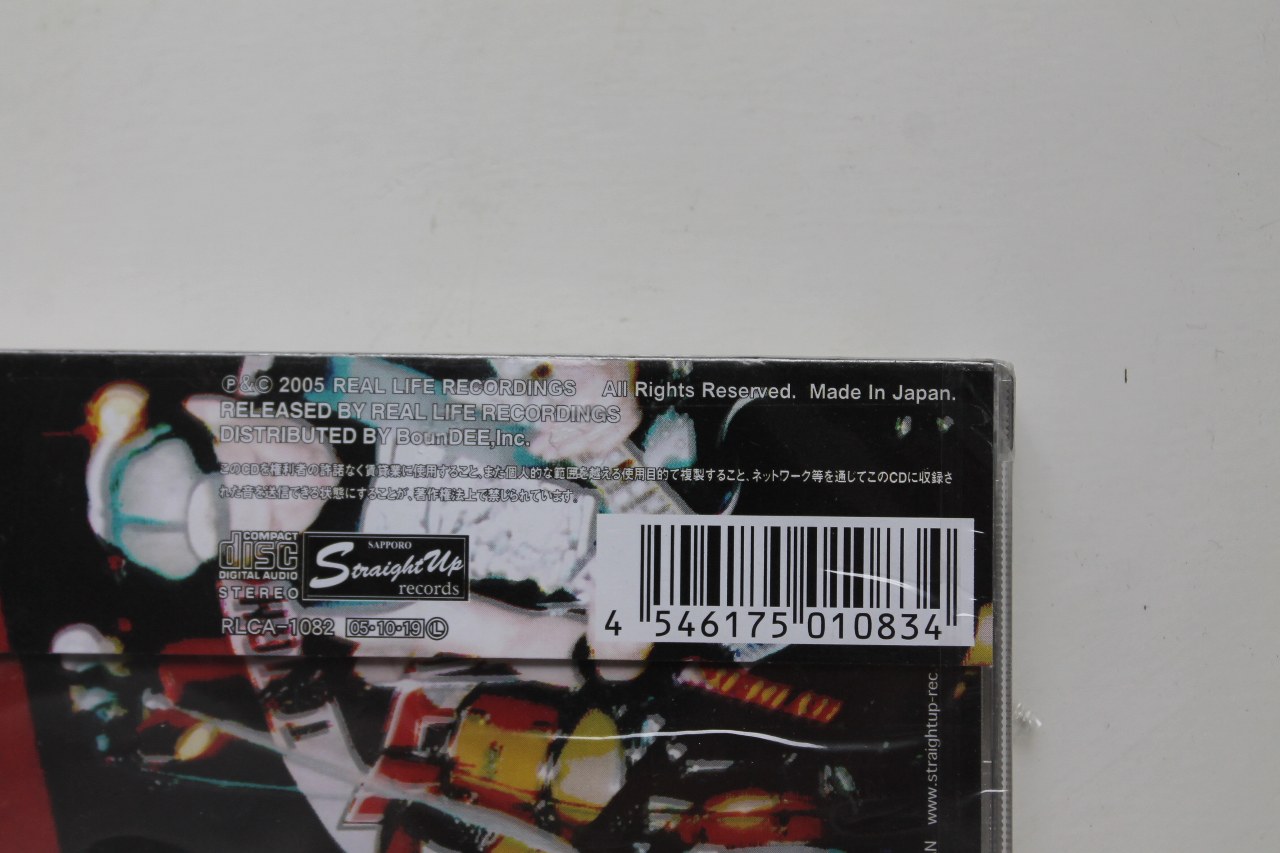 Ⓟ&© 2005 REAL LIFE RECORDINGS All Rights Reserved. Made In Japan.
RELEASED BY REAL LIFE RECORDINGS
DISTRIBUTED BY BounDEE,Inc.
このCDを権利者の許諾なく賃貸業に使用すること、また個人的な範囲を越える使用目的で複製すること、ネットワーク等を通じてこのCDに収録さ
れた音を送信できる状態にすることが、著作権法上で禁じられています。
COMPACT
disc
DIGITAL AUDIO
STEREO
SAPPORO
StraightUp
records
RLCA-1082 05・10・19 Ⓛ
4 546175 010834
www.straightup-rec